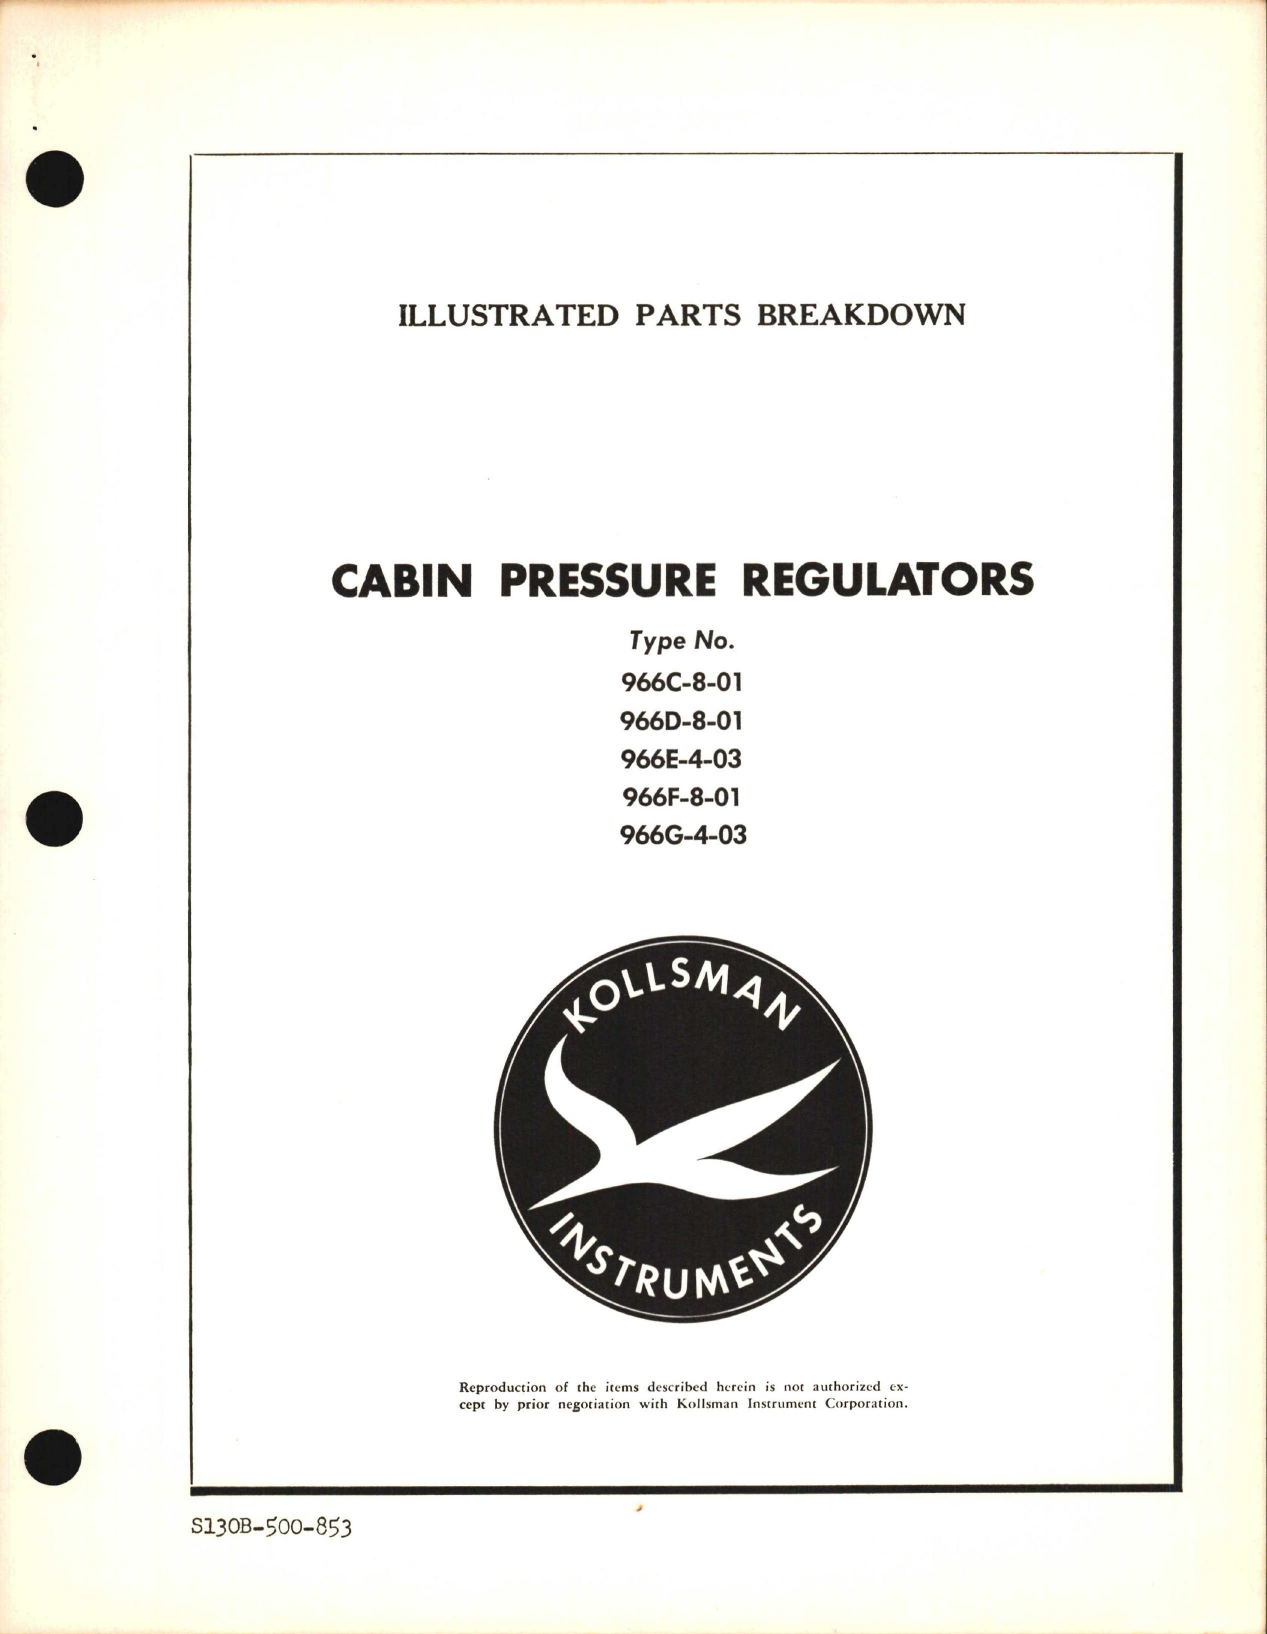 ILLUSTRATED PARTS BREAKDOWN
CABIN PRESSURE REGULATORS
Type No.
966C-8-01
966D-8-01
966E-4-03
966F-8-01
966G-4-03
KOLLSMAN
INSTRUMENTS
Reproduction of the items described herein is not authorized ex-
cept by prior negotiation with Kollsman Instrument Corporation.
S130B-500-853